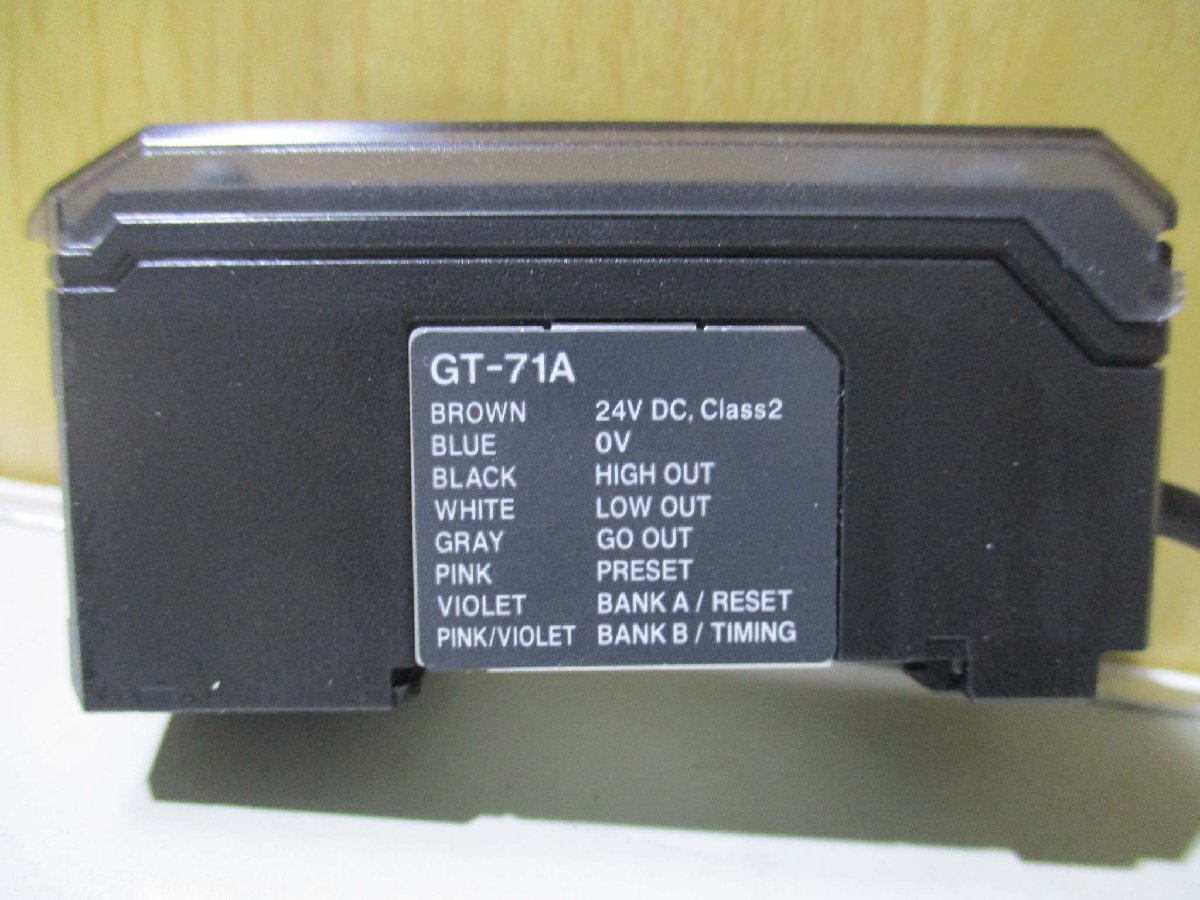 GT-71A
BROWN 24V DC, Class2
BLUE 0V
BLACK HIGH OUT
WHITE LOW OUT
GRAY GO OUT
PINK PRESET
VIOLET BANK A / RESET
PINK/VIOLET BANK B / TIMING